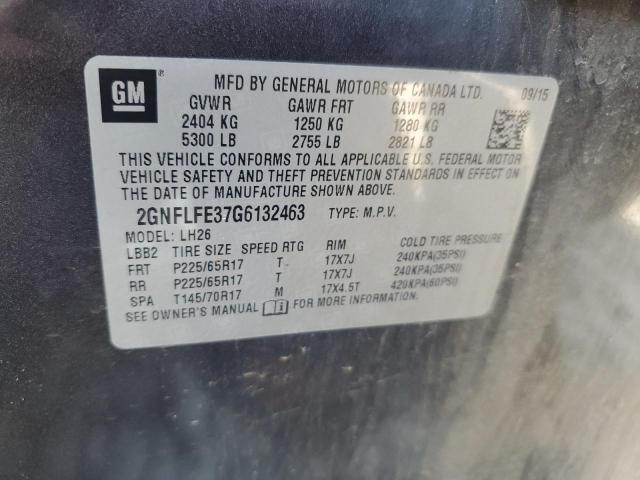 GM ® MFD BY GENERAL MOTORS OF CANADA LTD. 09/15
GVWR GAWR FRT GAWR RR
2404 KG 1250 KG 1280 KG
5300 LB 2755 LB 2821 LB
THIS VEHICLE CONFORMS TO ALL APPLICABLE U.S. FEDERAL MOTOR
VEHICLE SAFETY AND THEFT PREVENTION STANDARDS IN EFFECT ON
THE DATE OF MANUFACTURE SHOWN ABOVE.
2GNFLFE37G6132463 TYPE: M.P.V.
MODEL: LH26
LBB2 TIRE SIZE SPEED RTG RIM COLD TIRE PRESSURE
FRT P225/65R17 T 17X7J 240KPA(35PSI)
RR P225/65R17 T 17X7J 240KPA(35PSI)
SPA T145/70R17 M 17X4.5T 420KPA(60PSI)
SEE OWNER'S MANUAL FOR MORE INFORMATION.